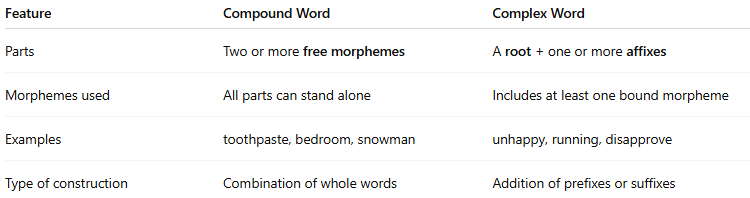 Feature Compound Word Complex Word
Parts Two or more free morphemes A root + one or more affixes
Morphemes used All parts can stand alone Includes at least one bound morpheme
Examples toothpaste, bedroom, snowman unhappy, running, disapprove
Type of construction Combination of whole words Addition of prefixes or suffixes